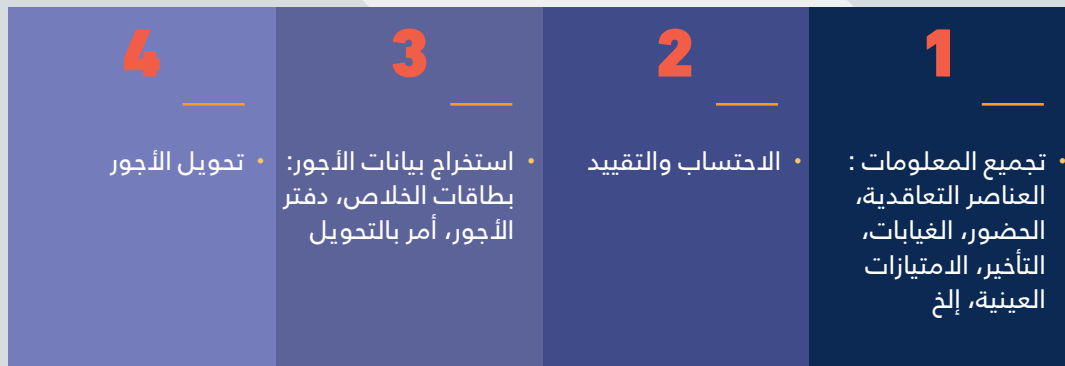 1
• تجميع المعلومات :
العناصر التعاقدية،
الحضور، الغيابات،
التأخير، الامتيازات
العينية، إلخ
2
• الاحتساب والتقييد
3
• استخراج بيانات الأجور:
بطاقات الخلاص، دفتر
الأجور، أمر بالتحويل
4
• تحويل الأجور